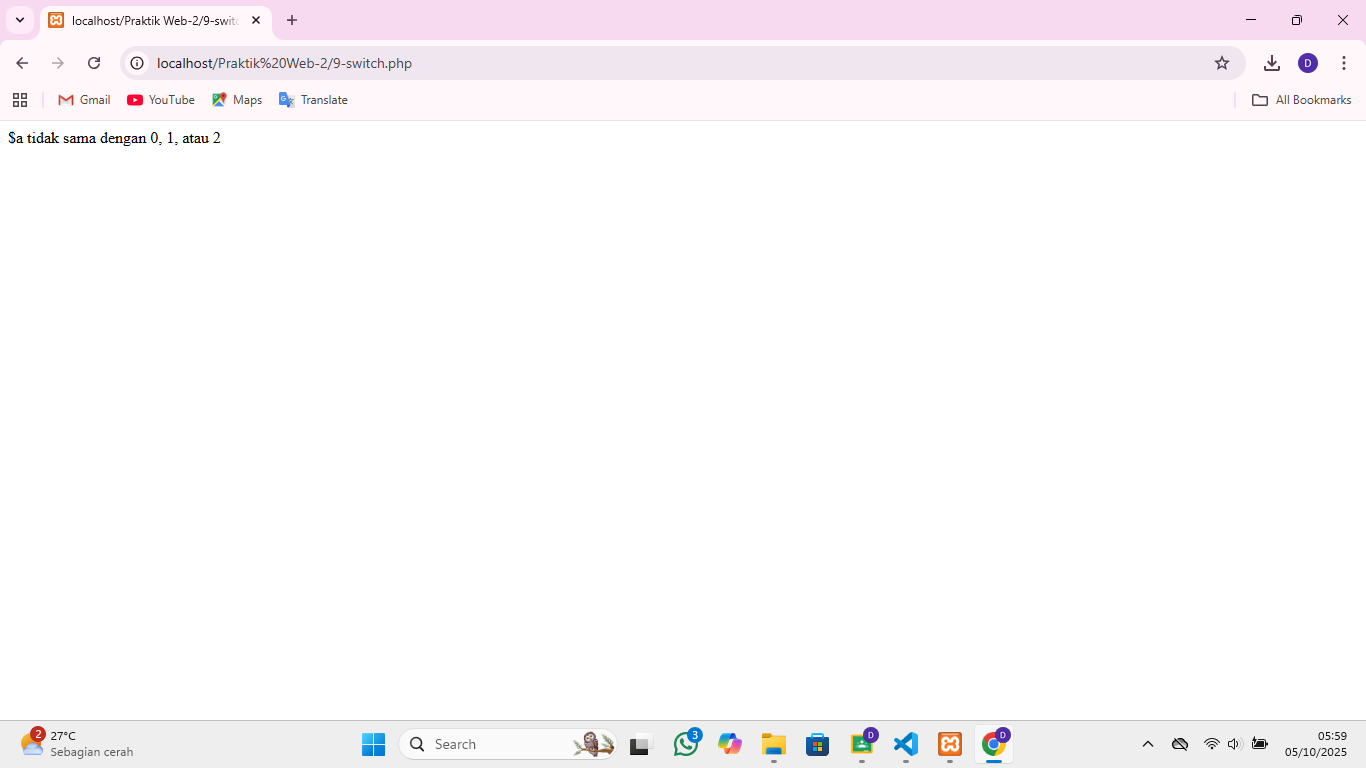 localhost/Praktik Web-2/9-switc
localhost/Praktik%20Web-2/9-switch.php
D
Gmail
YouTube
Maps
Translate
All Bookmarks
$a tidak sama dengan 0, 1, atau 2
2
27°C
Sebagian cerah
Search
3
D
D
05:59
05/10/2025